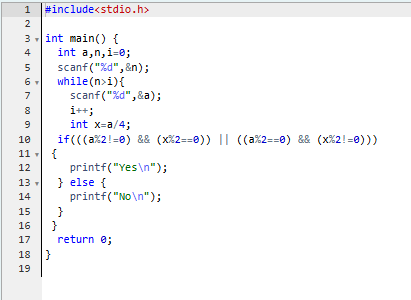 1 #include<stdio.h>
2
3 int main() {
4   int a,n,i=0;
5   scanf("%d",&n);
6   while(n>i){
7     scanf("%d",&a);
8     i++;
9     int x=a/4;
10   if(((a%2!=0) && (x%2==0)) || ((a%2==0) && (x%2!=0)))
11  {
12     printf("Yes\n");
13   } else {
14     printf("No\n");
15   }
16  }
17   return 0;
18 }
19